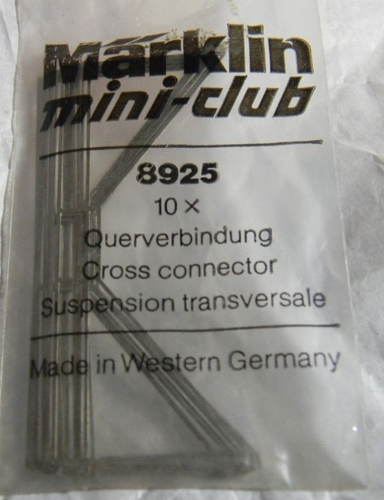 Märklin
mini-club
8925
10 ×
Querverbindung
Cross connector
Suspension transversale
Made in Western Germany